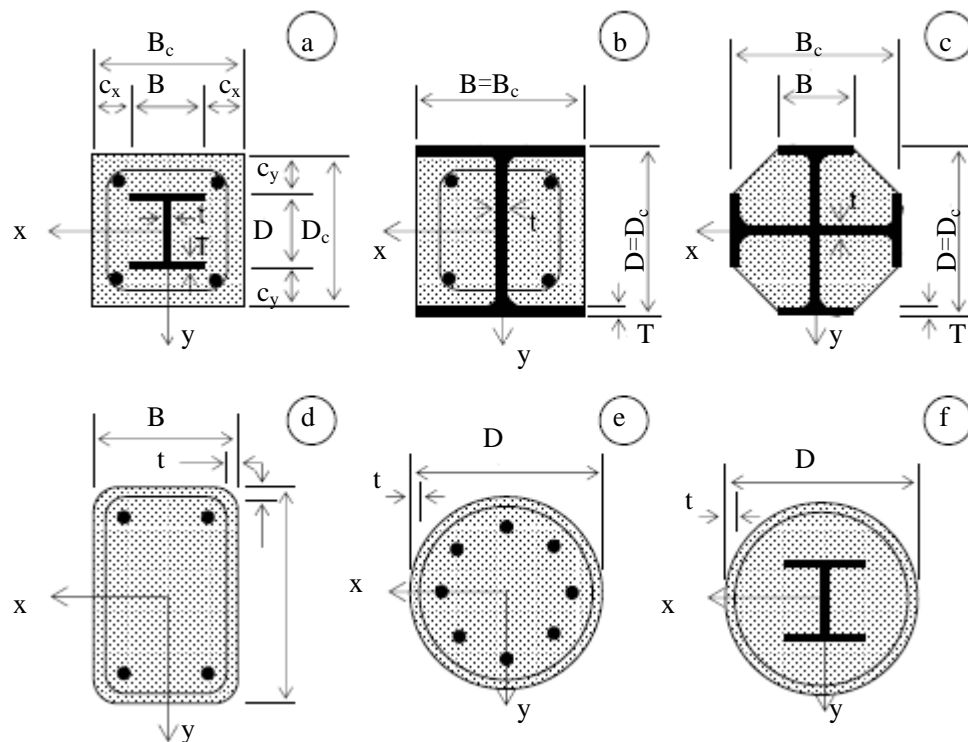 a
B_c
c_x B c_x
c_y
t
x
D D_c
T
c_y
y
b
B=B_c
t
x
D=D_c
T
y
c
B_c
B
t
x
D=D_c
T
y
d
B
t
x
y
e
D
t
x
y
f
D
t
x
y